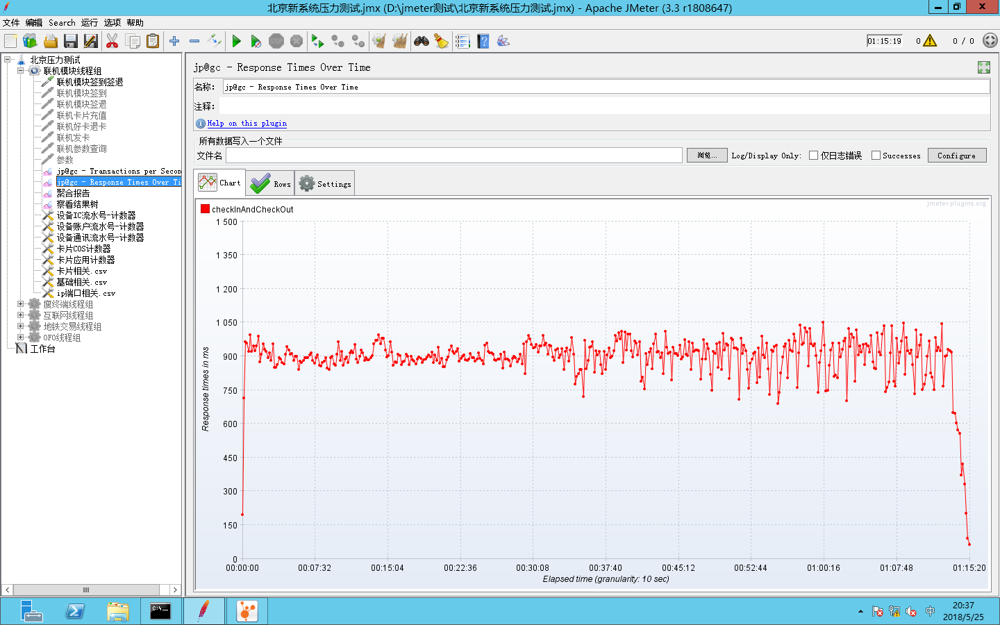 北京新系统压力测试.jmx (D:\jmeter测试\北京新系统压力测试.jmx) - Apache JMeter (3.3 r1808647)
文件 编辑 Search 运行 选项 帮助
01:15:19 0 0 / 0
北京压力测试
联机模块线程组
联机模块签到签退
联机模块签到
联机模块签退
联机卡片充值
联机好卡退卡
联机发卡
联机参数查询
参数
jp@gc - Transactions per Secon
jp@gc - Response Times Over Ti
聚合报告
察看结果树
设备IC流水号-计数器
设备账户流水号-计数器
设备通讯流水号-计数器
卡片COS计数器
卡片应用计数器
卡片相关.csv
基础相关.csv
ip端口相关.csv
瘦终端线程组
互联网线程组
地铁交易线程组
OFO线程组
工作台
jp@gc - Response Times Over Time
名称: jp@gc - Response Times Over Time
注释:
Help on this plugin
所有数据写入一个文件
文件名 浏览... Log/Display Only: 仅日志错误 Successes Configure
Chart Rows Settings
jmeter-plugins.org
checkInAndCheckOut
1 500
1 350
1 200
1 050
900
750
600
450
300
150
0
Response times in ms
00:00:00 00:07:32 00:15:04 00:22:36 00:30:08 00:37:40 00:45:12 00:52:44 01:00:16 01:07:48 01:15:20
Elapsed time (granularity: 10 sec)
C:\_
中
20:37
2018/5/25